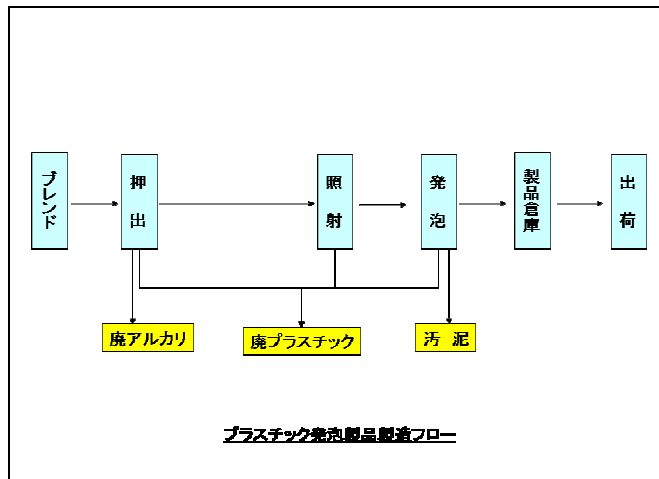 ブレンド
押出
照射
発泡
製品倉庫
出荷
廃アルカリ
廃プラスチック
汚泥
プラスチック発泡製品製造フロー